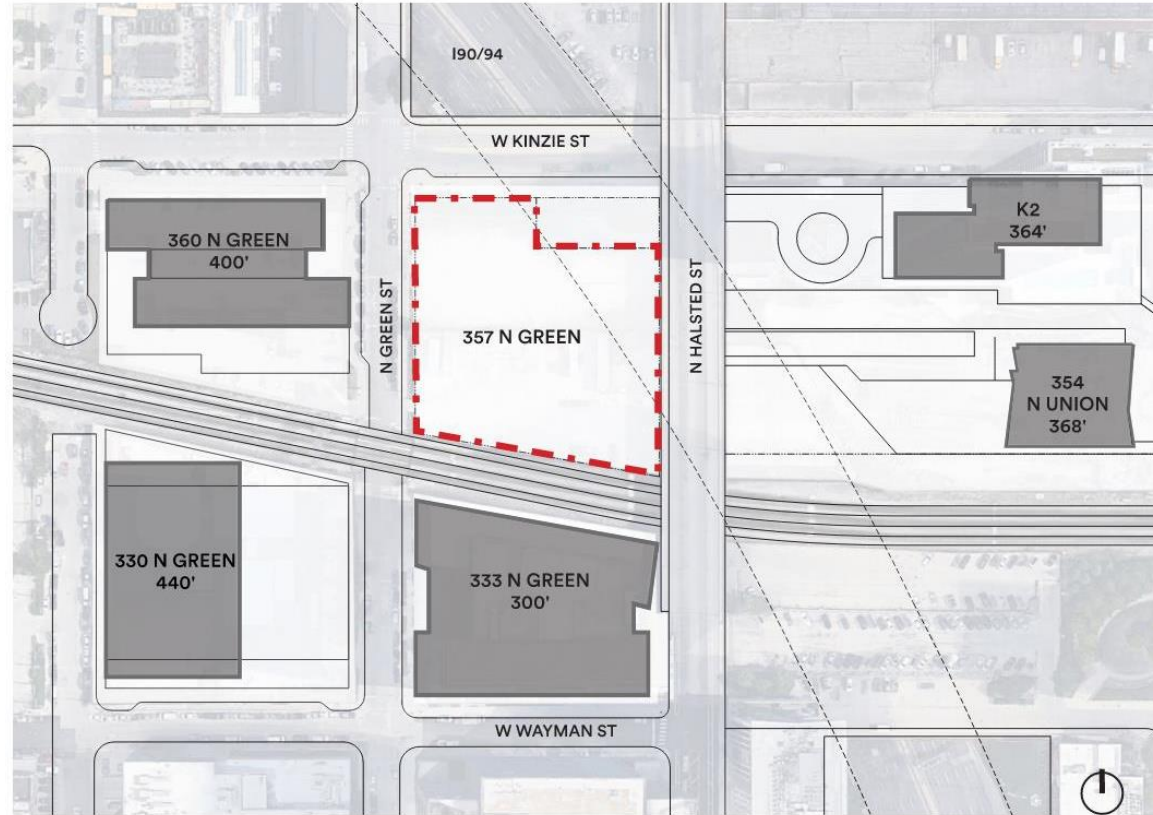 I90/94
W KINZIE ST
360 N GREEN
400'
K2
364'
N GREEN ST
357 N GREEN
N HALSTED ST
354
N UNION
368'
330 N GREEN
440'
333 N GREEN
300'
W WAYMAN ST